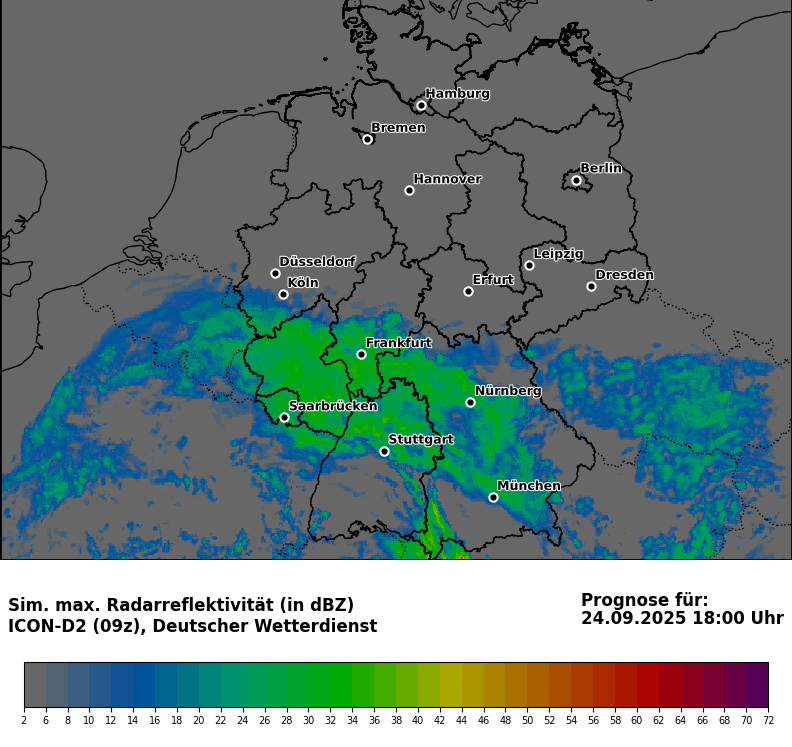 Hamburg
Bremen
Berlin
Hannover
Leipzig
Düsseldorf
Dresden
Köln
Erfurt
Frankfurt
Nürnberg
Saarbrücken
Stuttgart
München
Sim. max. Radarreflektivität (in dBZ)
ICON-D2 (09z), Deutscher Wetterdienst
Prognose für:
24.09.2025 18:00 Uhr
2 6 8 10 12 14 16 18 20 22 24 26 28 30 32 34 36 38 40 42 44 46 48 50 52 54 56 58 60 62 64 66 68 70 72